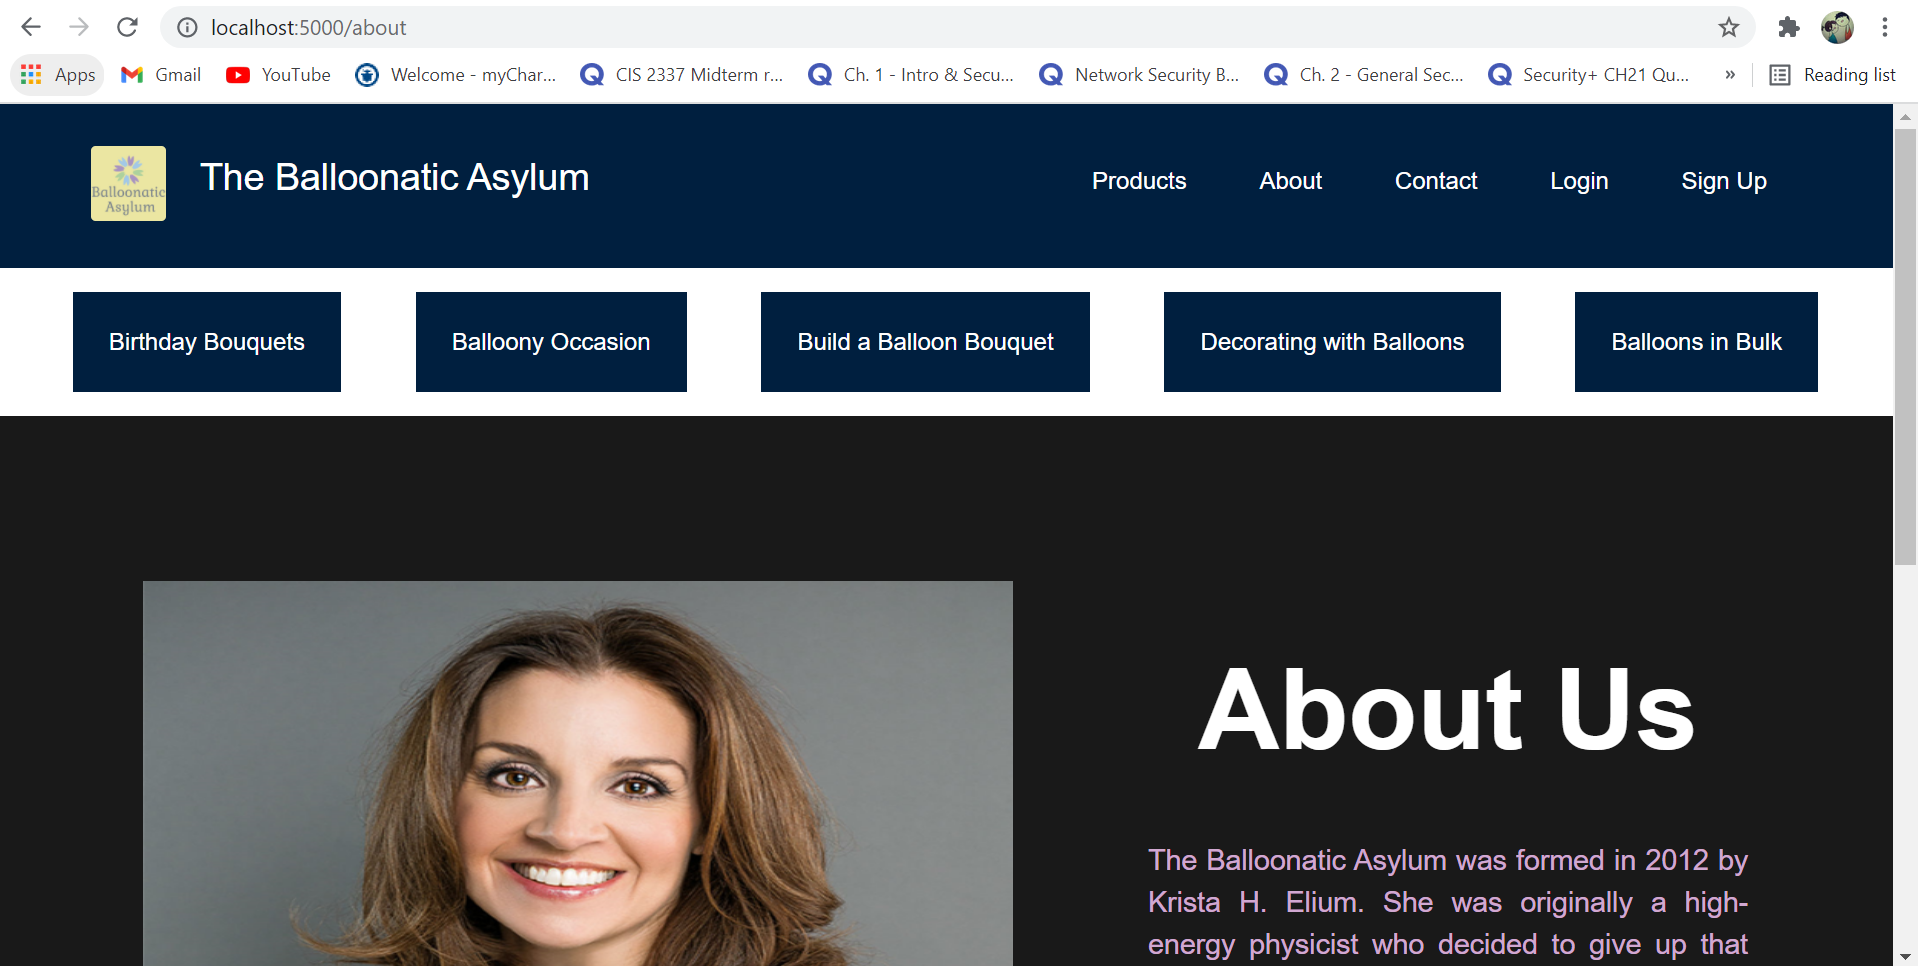 localhost:5000/about
Apps Gmail YouTube Welcome - myChar... CIS 2337 Midterm r... Ch. 1 - Intro & Secu... Network Security B... Ch. 2 - General Sec... Security+ CH21 Qu... » Reading list
Balloonatic
Asylum
The Balloonatic Asylum
Products About Contact Login Sign Up
Birthday Bouquets Balloony Occasion Build a Balloon Bouquet Decorating with Balloons Balloons in Bulk
About Us
The Balloonatic Asylum was formed in 2012 by
Krista H. Elium. She was originally a high-
energy physicist who decided to give up that